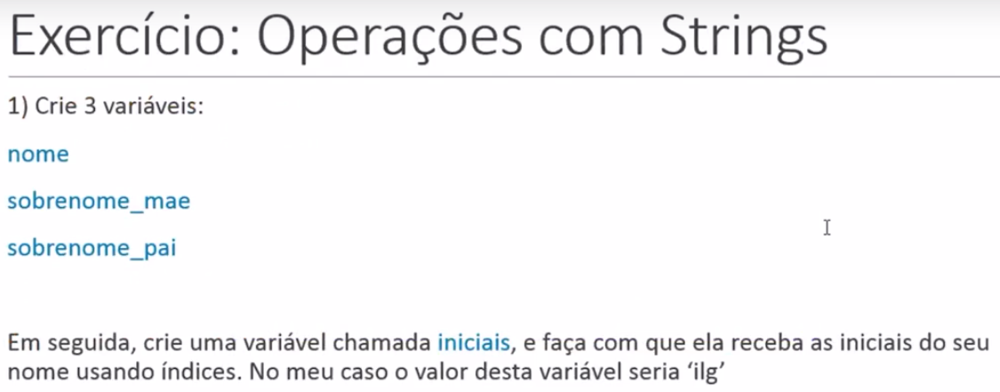 Exercício: Operações com Strings
1) Crie 3 variáveis:
nome
sobrenome_mae
sobrenome_pai
Em seguida, crie uma variável chamada iniciais, e faça com que ela receba as iniciais do seu
nome usando índices. No meu caso o valor desta variável seria ‘ilg’